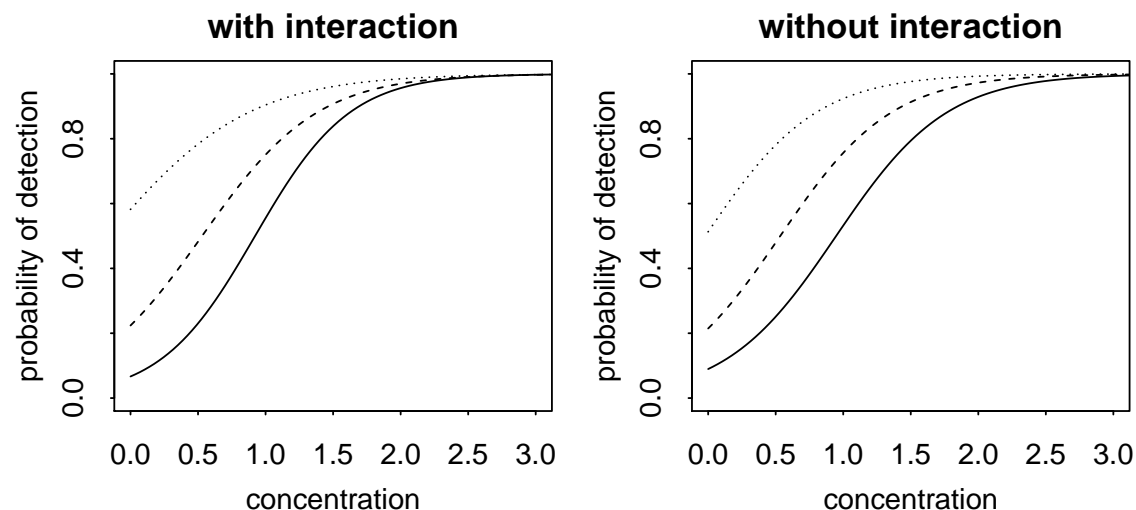 with interaction
probability of detection
0.8
0.4
0.0
0.0 0.5 1.0 1.5 2.0 2.5 3.0
concentration
without interaction
probability of detection
0.8
0.4
0.0
0.0 0.5 1.0 1.5 2.0 2.5 3.0
concentration